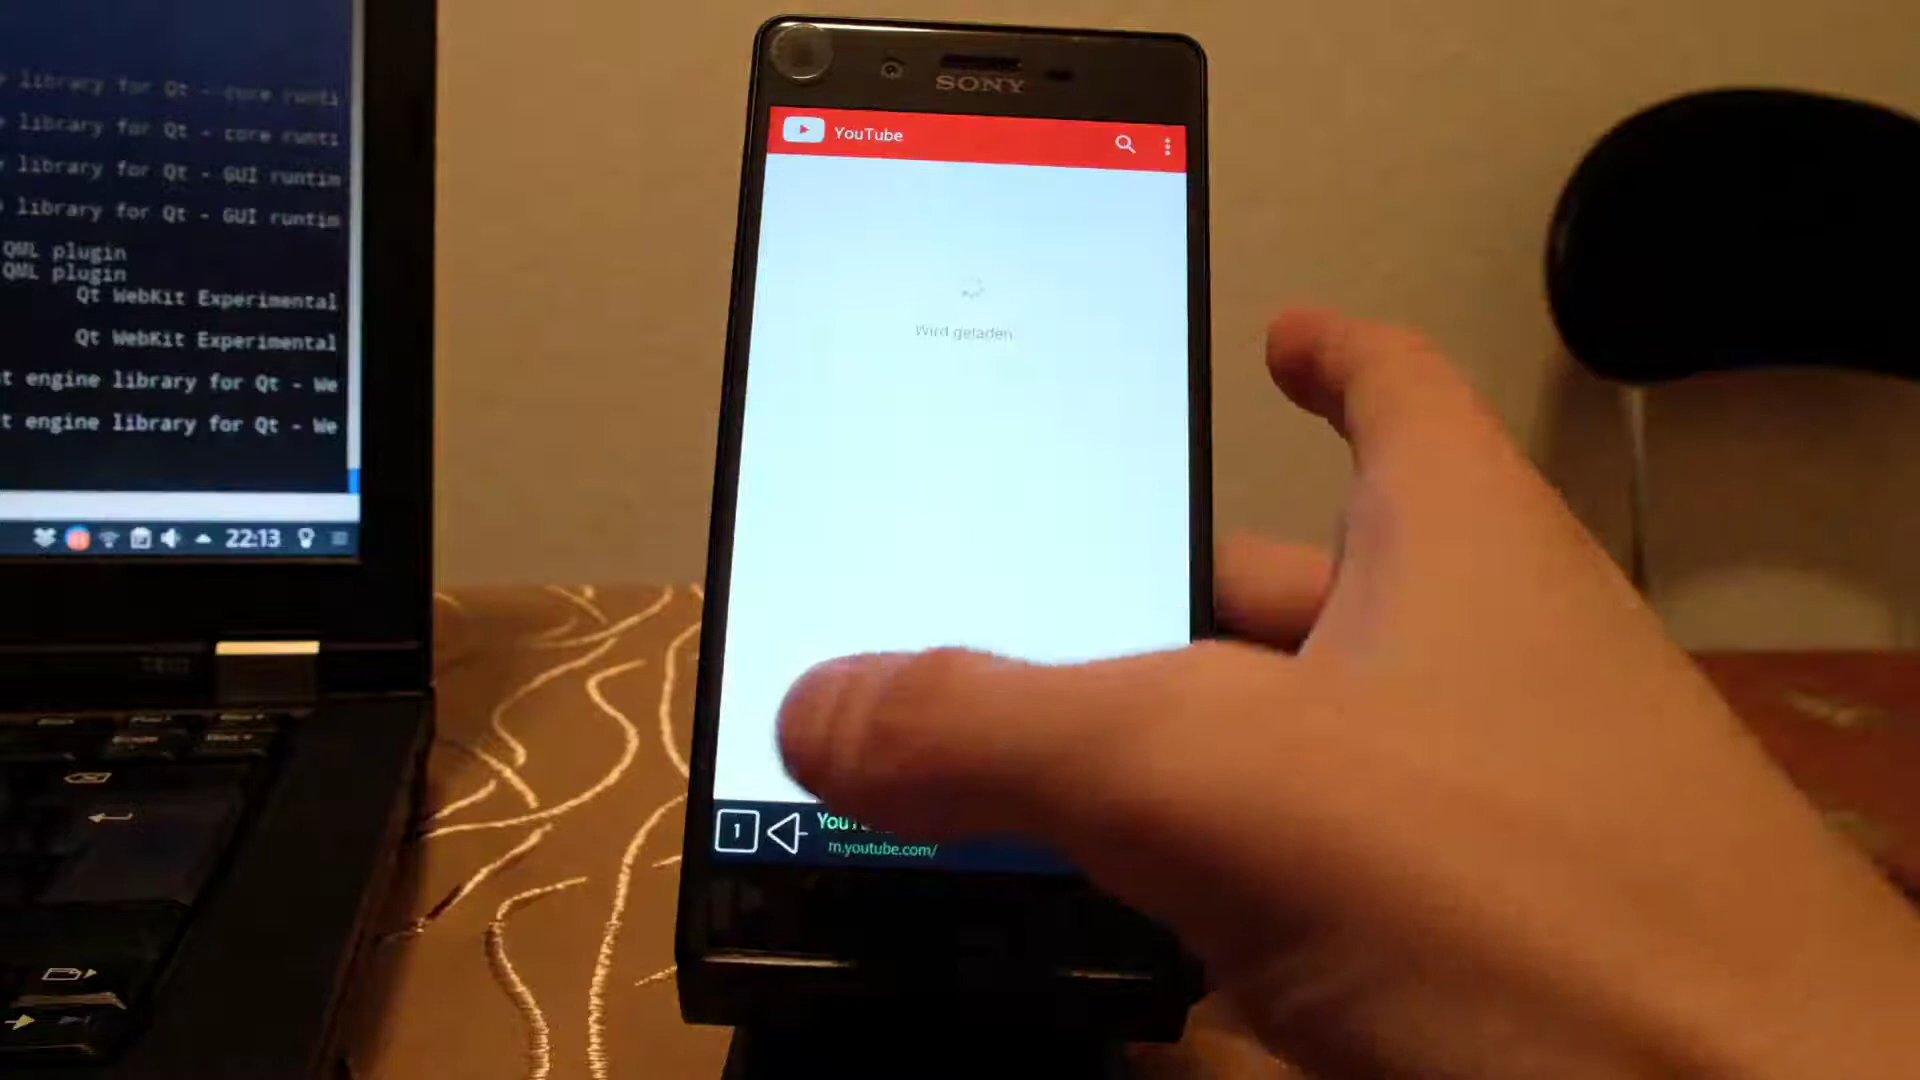 library for Qt - core runti
library for Qt - core runti
library for Qt - GUI runtim
library for Qt - GUI runtim
QML plugin
QML plugin
Qt WebKit Experimental
Qt WebKit Experimental
t engine library for Qt - We
t engine library for Qt - We
22:13
SONY
YouTube
Wird geladen
1
YouT
m.youtube.com/